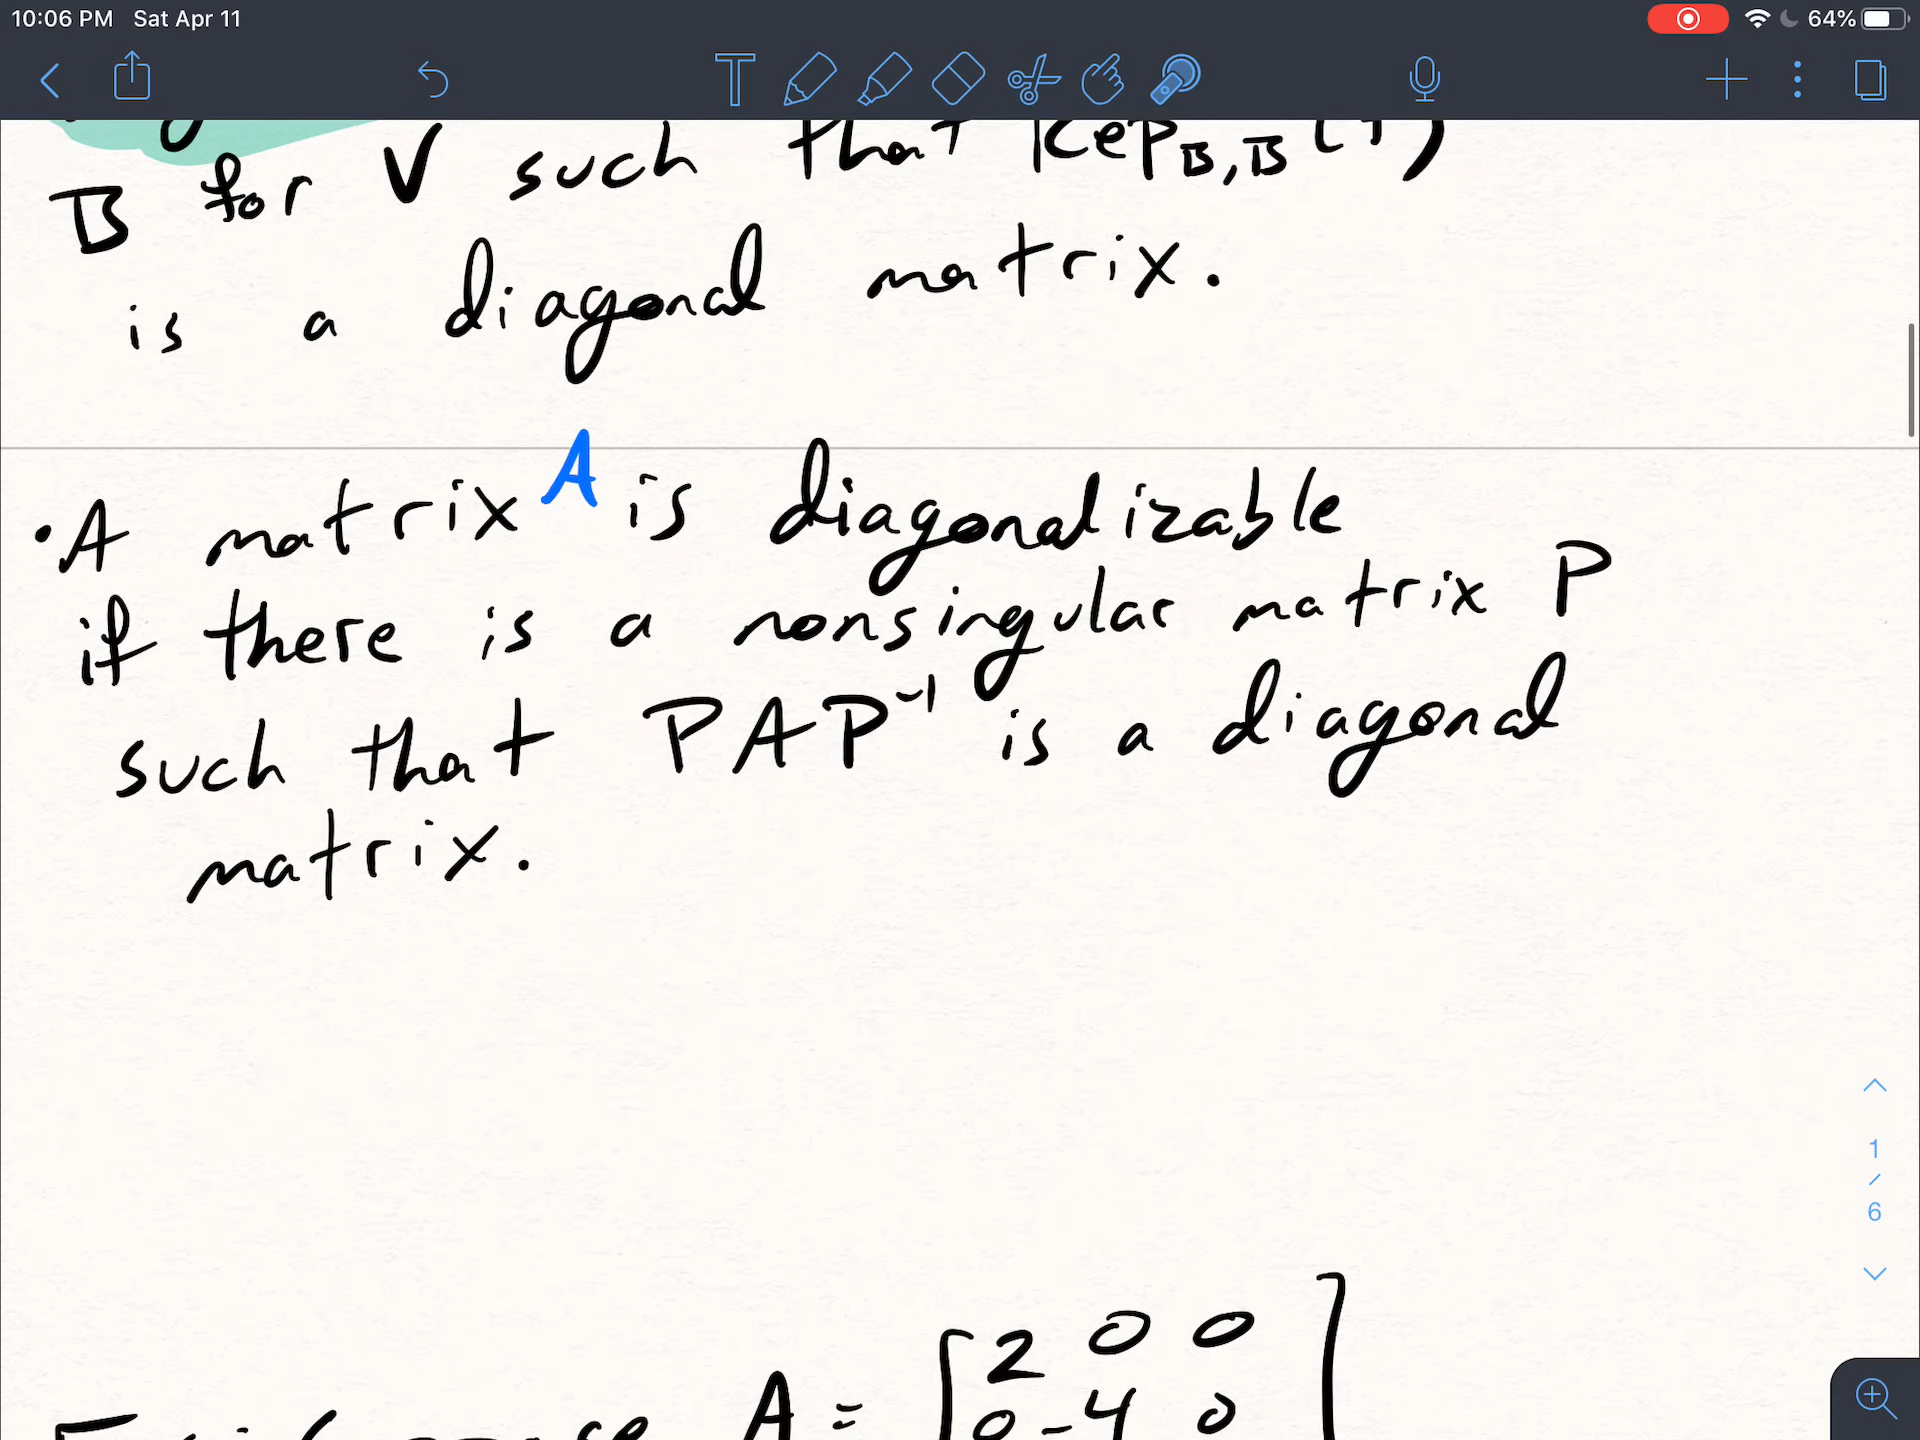 10:06 PM Sat Apr 11
64%
B for V such that Rep B,B (T)
is a diagonal matrix.
• A matrix A is diagonalizable
if there is a nonsingular matrix P
such that PAP⁻¹ is a diagonal
matrix.
1
/
6
A = [ 2 0 0 ]
0 -4 0